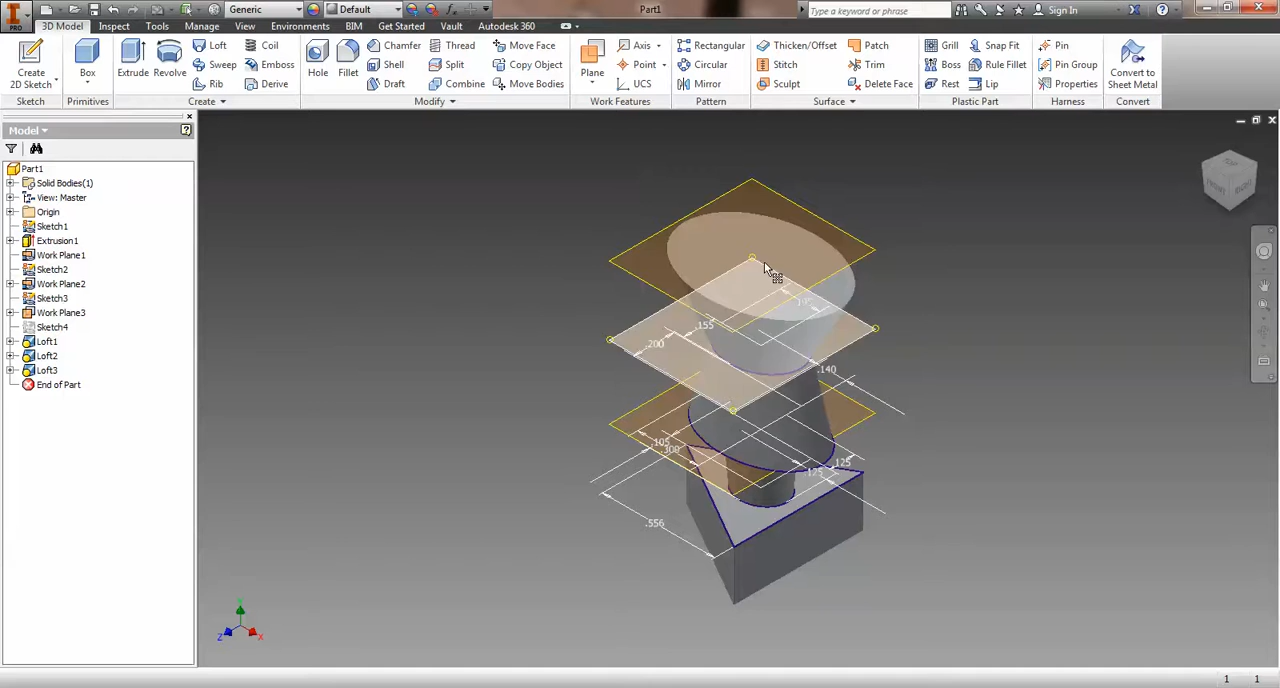 PRO
Generic
Default
Part1
Type a keyword or phrase
Sign In
3D Model Inspect Tools Manage View Environments BIM Get Started Vault Autodesk 360
Create
2D Sketch
Box
Extrude
Revolve
Loft
Sweep
Rib
Coil
Emboss
Derive
Hole
Fillet
Chamfer
Shell
Draft
Thread
Split
Combine
Move Face
Copy Object
Move Bodies
Plane
Axis
Point
UCS
Rectangular
Circular
Mirror
Thicken/Offset
Stitch
Sculpt
Patch
Trim
Delete Face
Grill
Boss
Rest
Snap Fit
Rule Fillet
Lip
Pin
Pin Group
Properties
Convert to
Sheet Metal
Sketch Primitives Create Modify Work Features Pattern Surface Plastic Part Harness Convert
Model
Part1
Solid Bodies(1)
View: Master
Origin
Sketch1
Extrusion1
Work Plane1
Sketch2
Work Plane2
Sketch3
Work Plane3
Sketch4
Loft1
Loft2
Loft3
End of Part
TOP
FRONT
RIGHT
.155
.200
.140
.105
.300
.125
.125
.556
Z
X
1 1